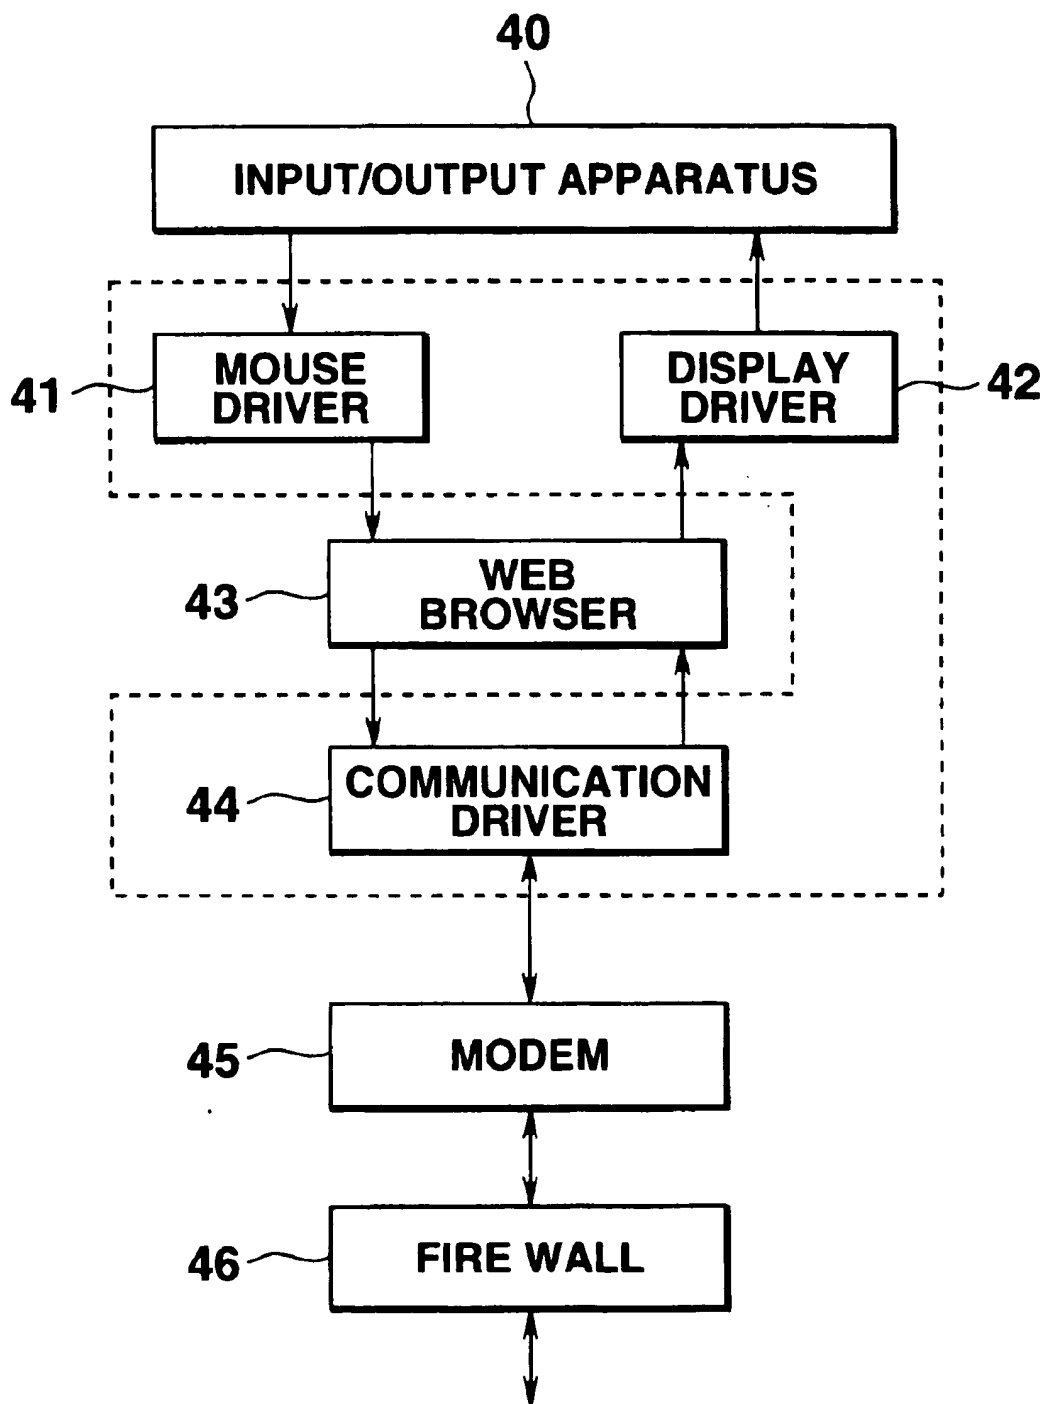 40
INPUT/OUTPUT APPARATUS
41
MOUSE
DRIVER
DISPLAY
DRIVER
42
43
WEB
BROWSER
44
COMMUNICATION
DRIVER
45
MODEM
46
FIRE WALL